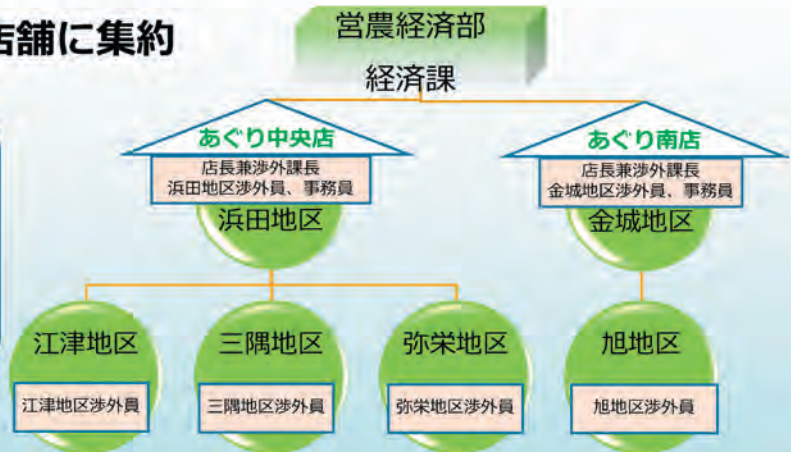 店舗に集約
営農経済部
経済課
あぐり中央店
店長兼渉外課長
浜田地区渉外員、事務員
浜田地区
あぐり南店
店長兼渉外課長
金城地区渉外員、事務員
金城地区
江津地区
江津地区渉外員
三隅地区
三隅地区渉外員
弥栄地区
弥栄地区渉外員
旭地区
旭地区渉外員